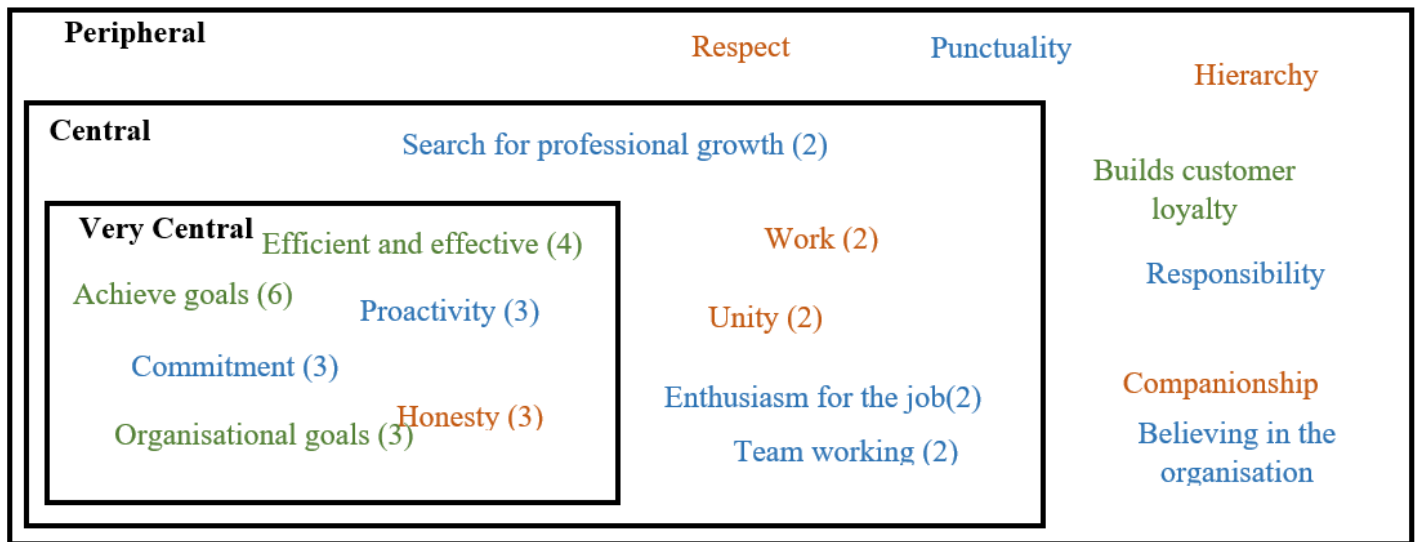 Peripheral
Respect
Punctuality
Hierarchy
Central
Search for professional growth (2)
Builds customer
loyalty
Very Central
Efficient and effective (4)
Work (2)
Achieve goals (6)
Proactivity (3)
Responsibility
Unity (2)
Commitment (3)
Companionship
Enthusiasm for the job(2)
Honesty (3)
Organisational goals (3)
Team working (2)
Believing in the
organisation